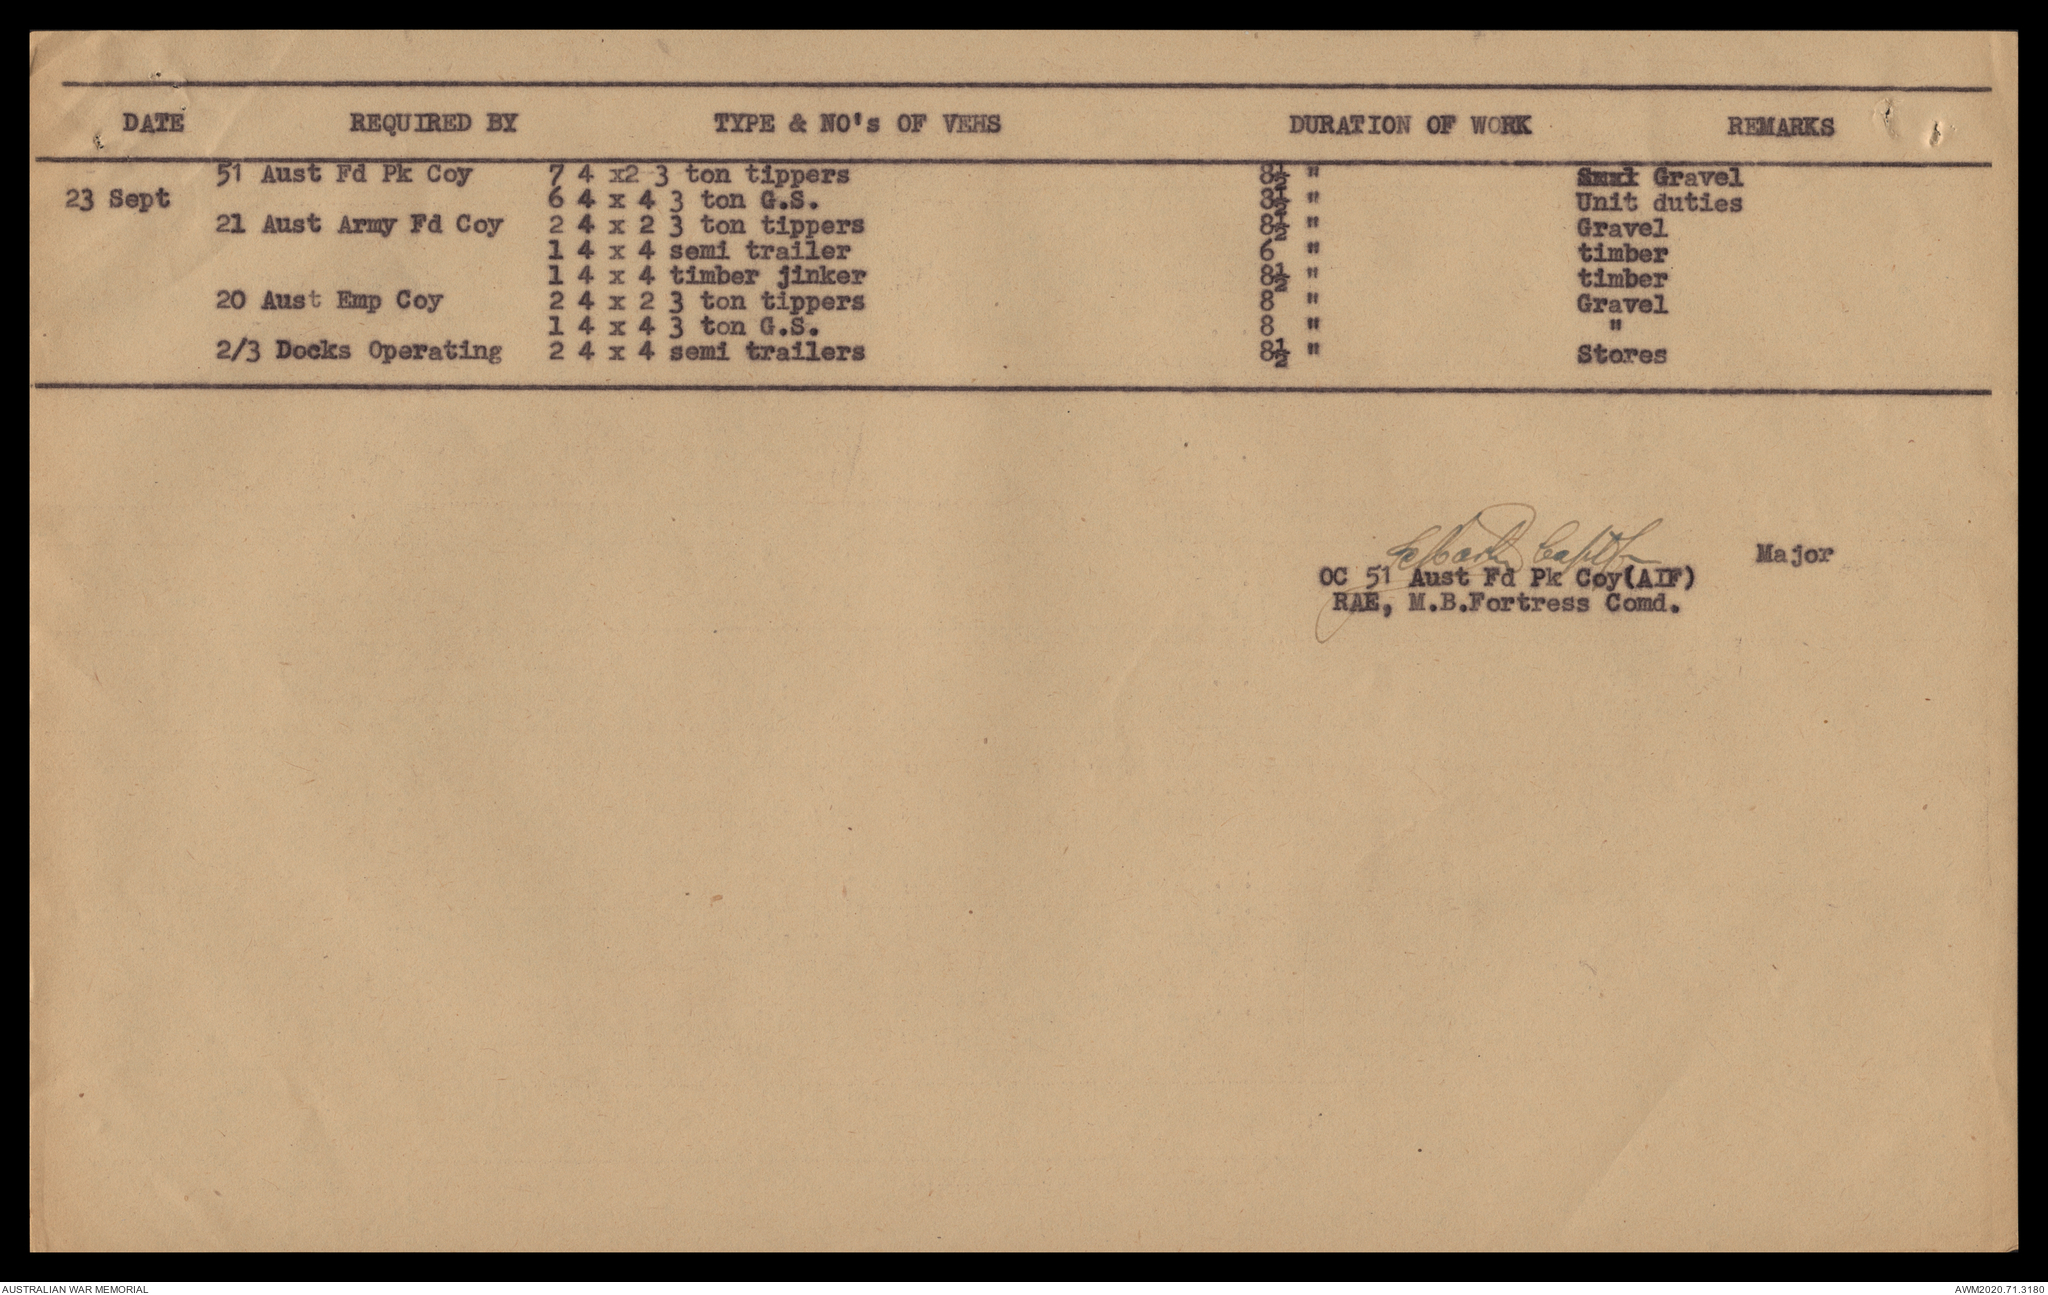 DATE REQUIRED BY TYPE & NO's OF VEHS DURATION OF WORK REMARKS
51 Aust Fd Pk Coy 7 4 x2 3 ton tippers 8½ " Gravel
23 Sept 6 4 x 4 3 ton G.S. 8½ " Unit duties
21 Aust Army Fd Coy 2 4 x 2 3 ton tippers 8½ " Gravel
1 4 x 4 semi trailer 6 " timber
1 4 x 4 timber jinker 8½ " timber
20 Aust Emp Coy 2 4 x 2 3 ton tippers 8 " Gravel
1 4 x 4 3 ton G.S. 8 " "
2/3 Docks Operating 2 4 x 4 semi trailers 8½ " Stores
Capt Major
OC 51 Aust Fd Pk Coy(AIF)
RAE, M.B.Fortress Comd.
AUSTRALIAN WAR MEMORIAL AWM2020.71.3180